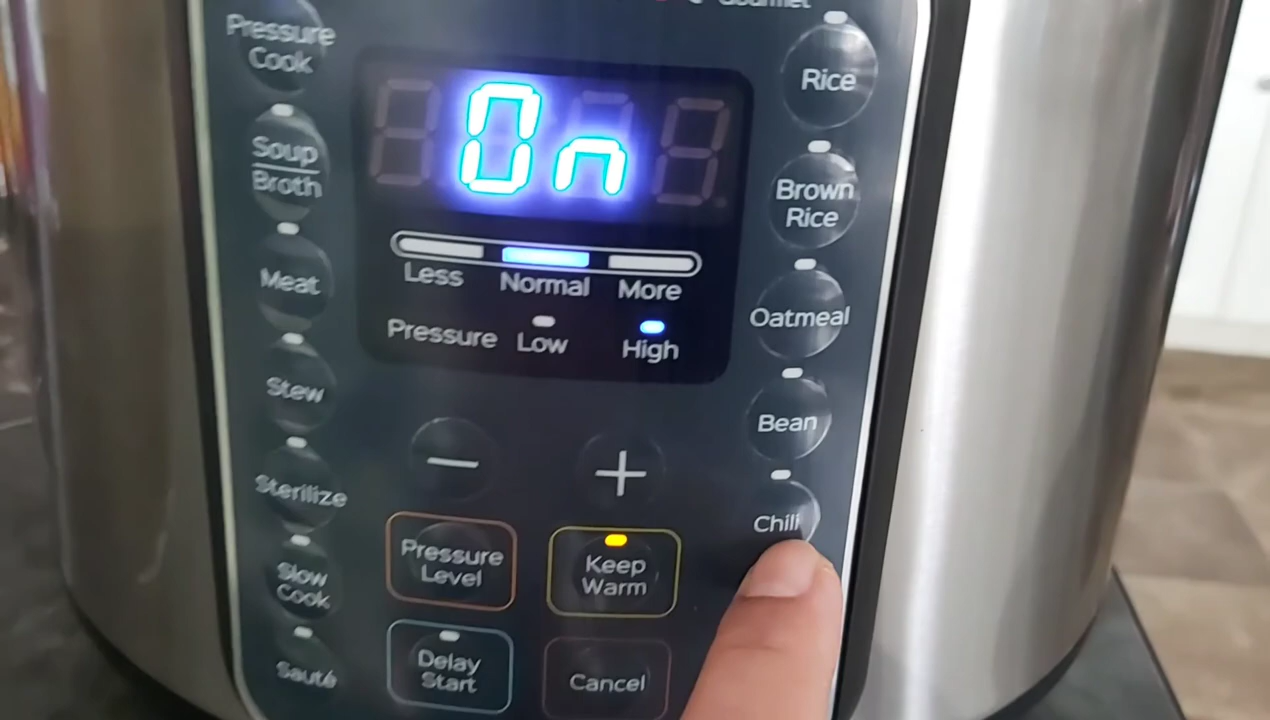 Gourmet
Pressure
Cook
Soup
Broth
Meat
Stew
Sterilize
Slow
Cook
Sauté
On
Less Normal More
Pressure Low High
−
+
Pressure
Level
Keep
Warm
Delay
Start
Cancel
Rice
Brown
Rice
Oatmeal
Bean
Chili